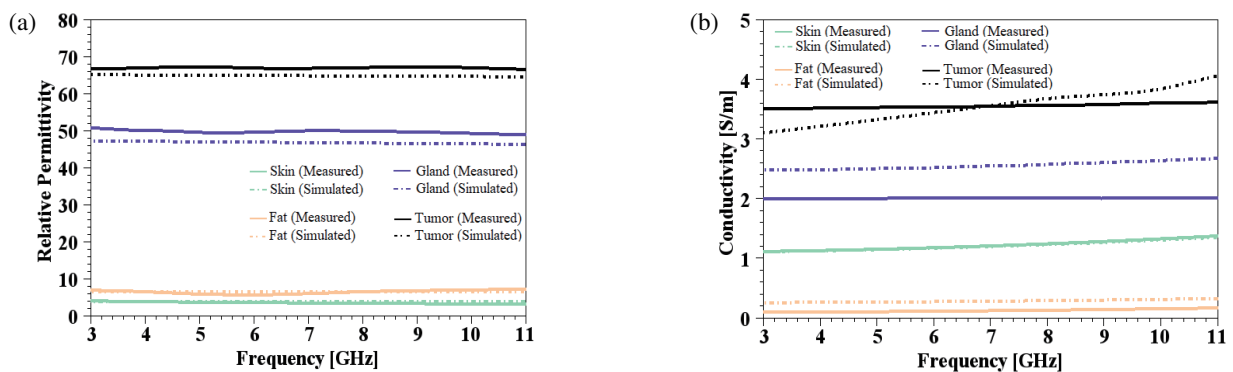 (a)
Relative Permittivity
80
70
60
50
40
30
20
10
0
Skin (Measured)
Skin (Simulated)
Gland (Measured)
Gland (Simulated)
Fat (Measured)
Fat (Simulated)
Tumor (Measured)
Tumor (Simulated)
3 4 5 6 7 8 9 10 11
Frequency [GHz]
(b)
Conductivity [S/m]
5
4
3
2
1
0
Skin (Measured)
Skin (Simulated)
Gland (Measured)
Gland (Simulated)
Fat (Measured)
Fat (Simulated)
Tumor (Measured)
Tumor (Simulated)
3 4 5 6 7 8 9 10 11
Frequency [GHz]